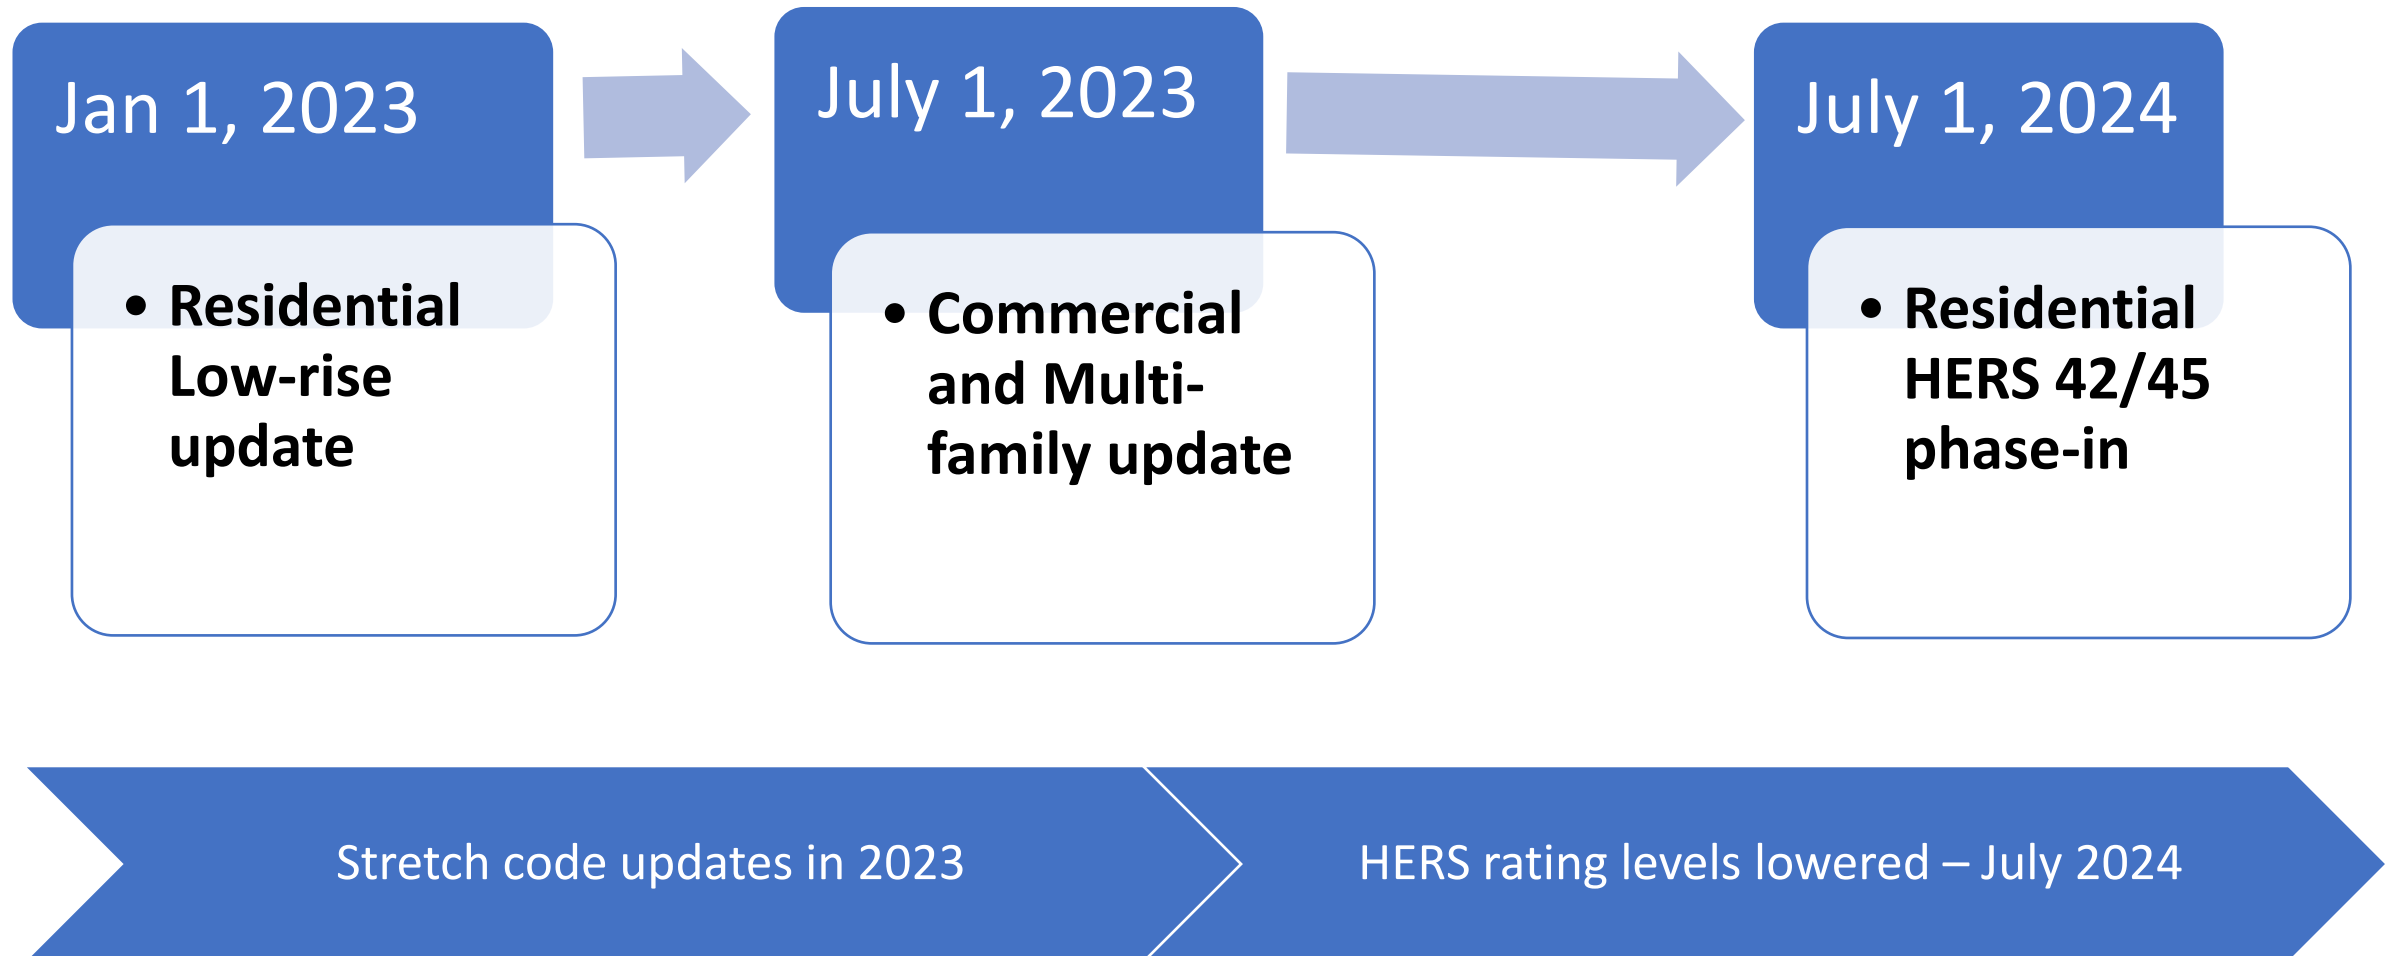 Jan 1, 2023
• Residential
Low-rise
update
July 1, 2023
• Commercial
and Multi-
family update
July 1, 2024
• Residential
HERS 42/45
phase-in
Stretch code updates in 2023
HERS rating levels lowered – July 2024